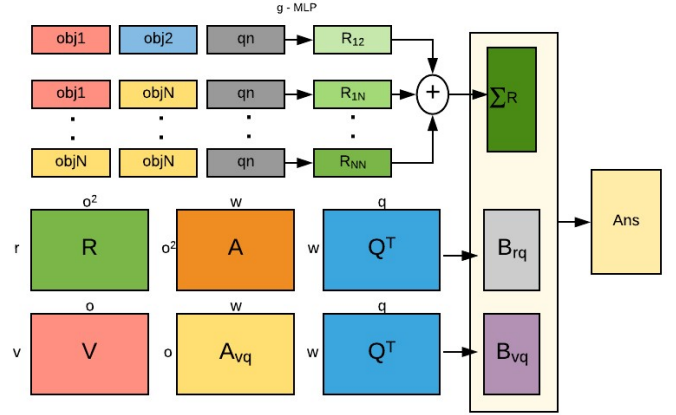 g - MLP
obj1 obj2 qn R₁₂
obj1 objN qn R₁N
+ ∑R
objN objN qn RNN
o² w q
r R o² A w Qᵀ Brq
Ans
o w q
v V o Avq w Qᵀ Bvq